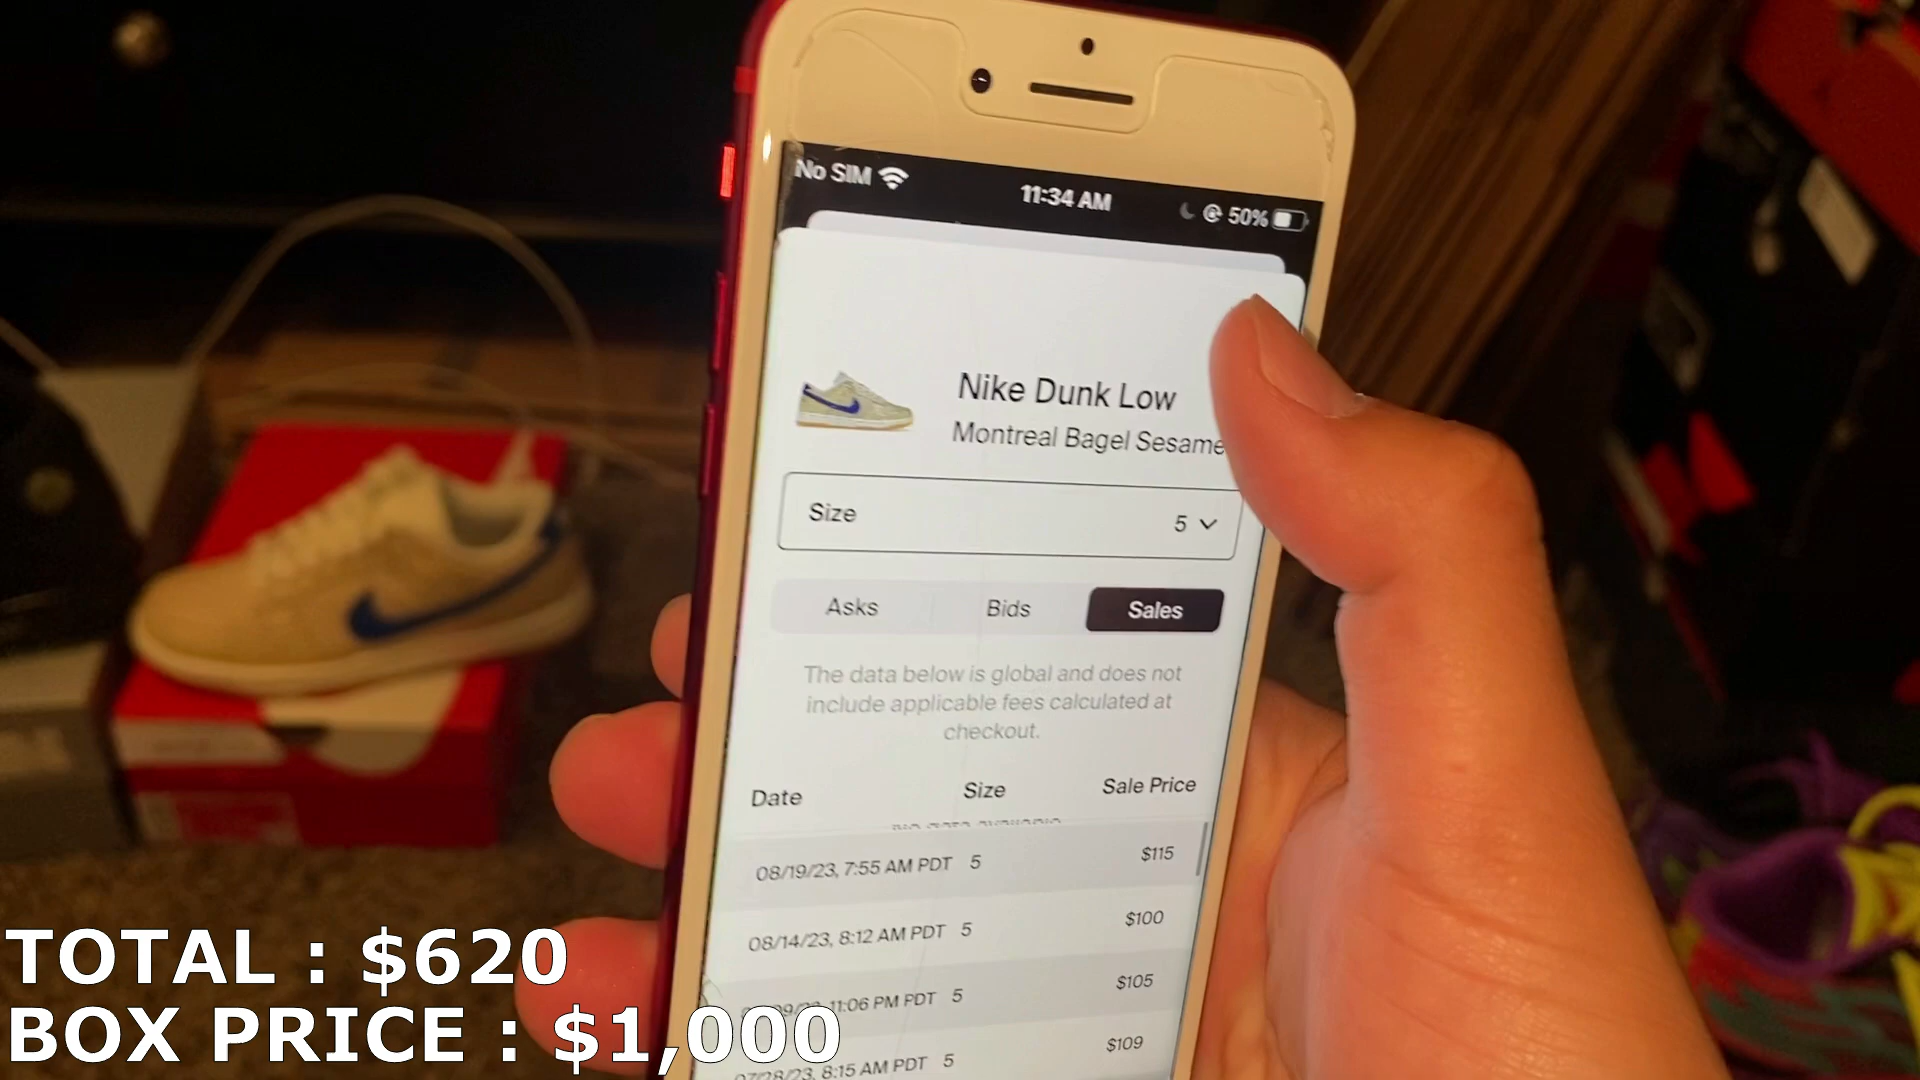 No SIM
11:34 AM
50%
Nike Dunk Low
Montreal Bagel Sesame
Size
5
Asks
Bids
Sales
The data below is global and does not
include applicable fees calculated at
checkout.
Date Size Sale Price
08/19/23, 7:55 AM PDT 5 $115
08/14/23, 8:12 AM PDT 5 $100
11:06 PM PDT 5 $105
07/28/23, 8:15 AM PDT 5 $109
TOTAL : $620
BOX PRICE : $1,000